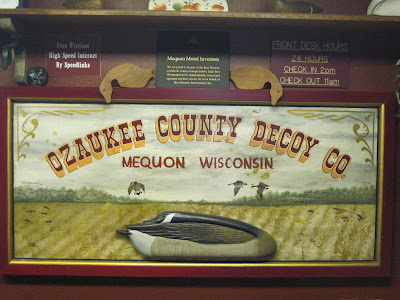 Free Wireless
High Speed internet
By Speedlinks
Mequon Motel Investors
FRONT DESK HOURS
24 HOURS
CHECK IN 2pm
CHECK OUT 11am
OZAUKEE COUNTY DECOY CO.
MEQUON WISCONSIN